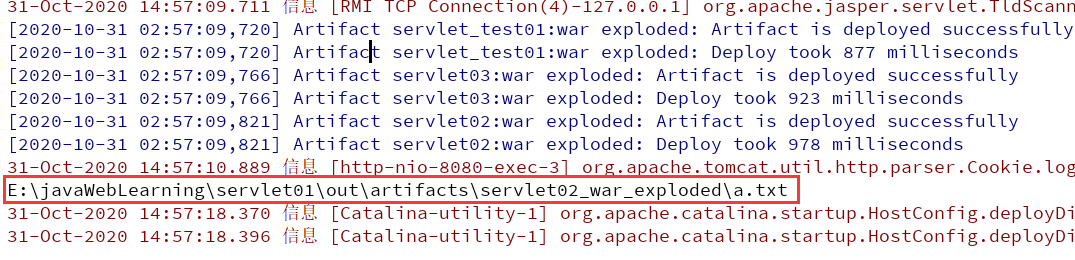 31-Oct-2020 14:57:09.711 信息 [RMI TCP Connection(4)-127.0.0.1] org.apache.jasper.servlet.TldScann
[2020-10-31 02:57:09,720] Artifact servlet_test01:war exploded: Artifact is deployed successfully
[2020-10-31 02:57:09,720] Artifact servlet_test01:war exploded: Deploy took 877 milliseconds
[2020-10-31 02:57:09,766] Artifact servlet03:war exploded: Artifact is deployed successfully
[2020-10-31 02:57:09,766] Artifact servlet03:war exploded: Deploy took 923 milliseconds
[2020-10-31 02:57:09,821] Artifact servlet02:war exploded: Artifact is deployed successfully
[2020-10-31 02:57:09,821] Artifact servlet02:war exploded: Deploy took 978 milliseconds
31-Oct-2020 14:57:10.889 信息 [http-nio-8080-exec-3] org.apache.tomcat.util.http.parser.Cookie.log
E:\javaWebLearning\servlet01\out\artifacts\servlet02_war_exploded\a.txt
31-Oct-2020 14:57:18.370 信息 [Catalina-utility-1] org.apache.catalina.startup.HostConfig.deployDi
31-Oct-2020 14:57:18.396 信息 [Catalina-utility-1] org.apache.catalina.startup.HostConfig.deployDi